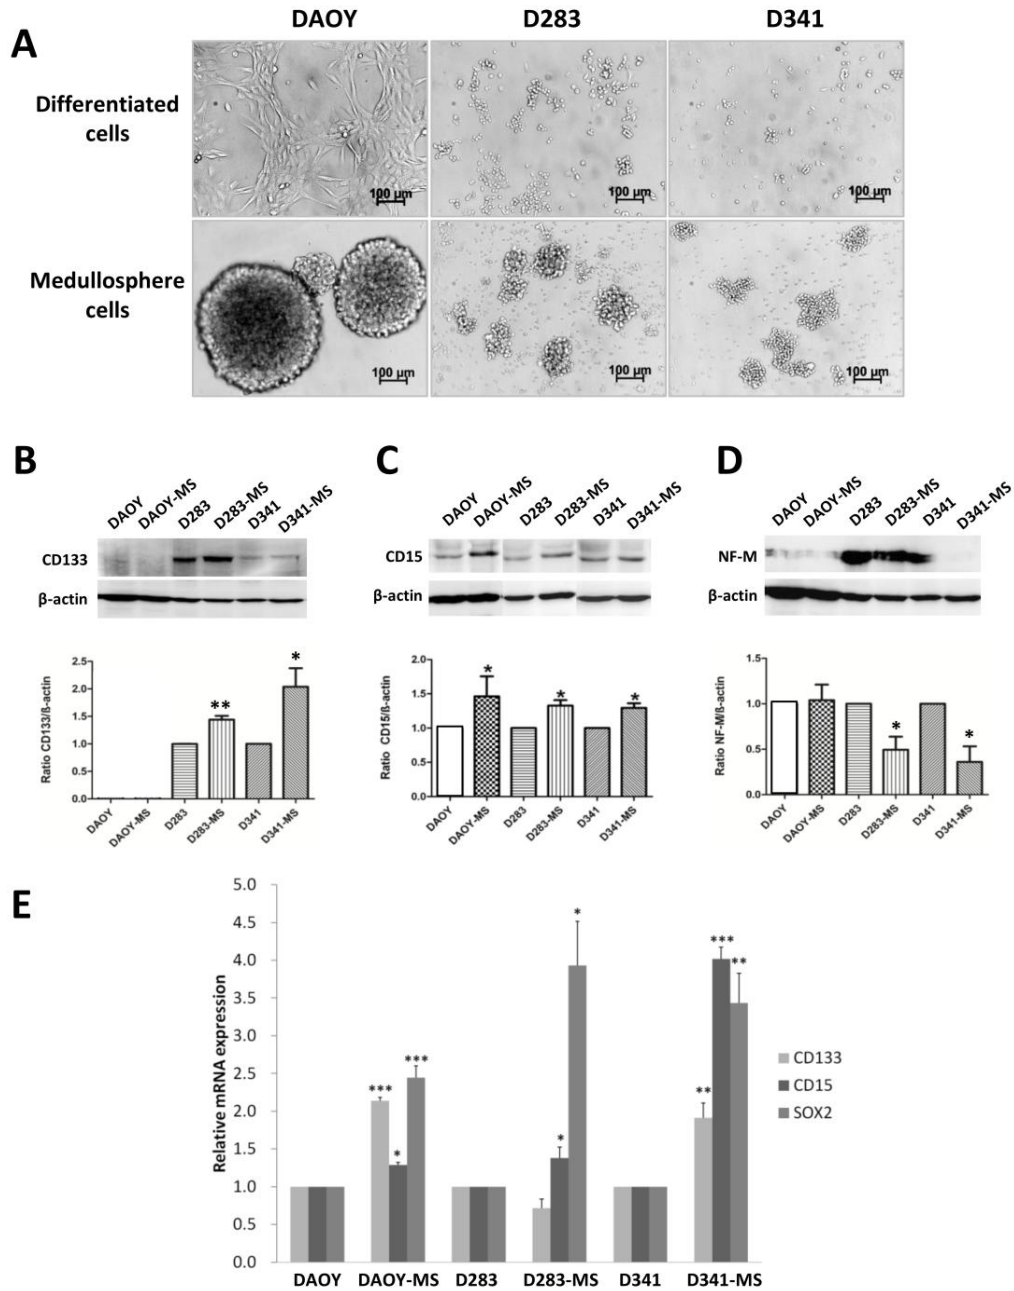 A
DAOY
D283
D341
Differentiated
cells
100 µm
100 µm
100 µm
Medullosphere
cells
100 µm
100 µm
100 µm
B
DAOY
DAOY-MS
D283
D283-MS
D341
D341-MS
CD133
β-actin
Ratio CD133/ß-actin
2.5
2.0
1.5
1.0
0.5
0.0
**
*
DAOY
DAOY-MS
D283
D283-MS
D341
D341-MS
C
DAOY
DAOY-MS
D283
D283-MS
D341
D341-MS
CD15
β-actin
Ratio CD15/ß-actin
2.0
1.5
1.0
0.5
0.0
*
*
*
DAOY
DAOY-MS
D283
D283-MS
D341
D341-MS
D
DAOY
DAOY-MS
D283
D283-MS
D341
D341-MS
NF-M
β-actin
Ratio NF-M/ß-actin
1.5
1.0
0.5
0.0
*
*
DAOY
DAOY-MS
D283
D283-MS
D341
D341-MS
E
Relative mRNA expression
5.0
4.5
4.0
3.5
3.0
2.5
2.0
1.5
1.0
0.5
0.0
***
*
***
*
*
**
***
**
CD133
CD15
SOX2
DAOY
DAOY-MS
D283
D283-MS
D341
D341-MS